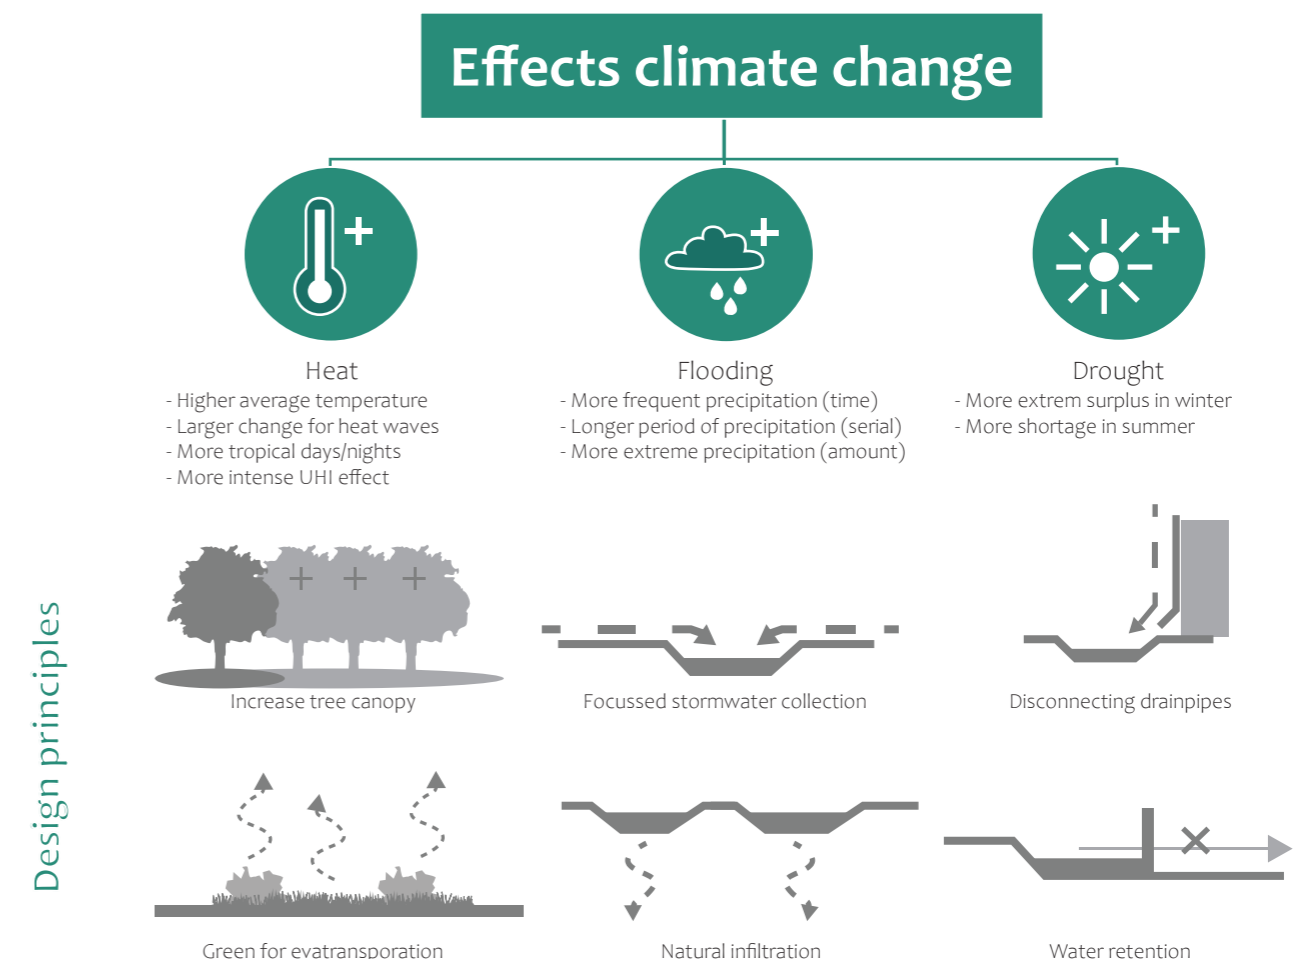 Effects climate change
Heat
- Higher average temperature
- Larger change for heat waves
- More tropical days/nights
- More intense UHI effect
Flooding
- More frequent precipitation (time)
- Longer period of precipitation (serial)
- More extreme precipitation (amount)
Drought
- More extrem surplus in winter
- More shortage in summer
Design principles
Increase tree canopy
Focussed stormwater collection
Disconnecting drainpipes
Green for evatransporation
Natural infiltration
Water retention